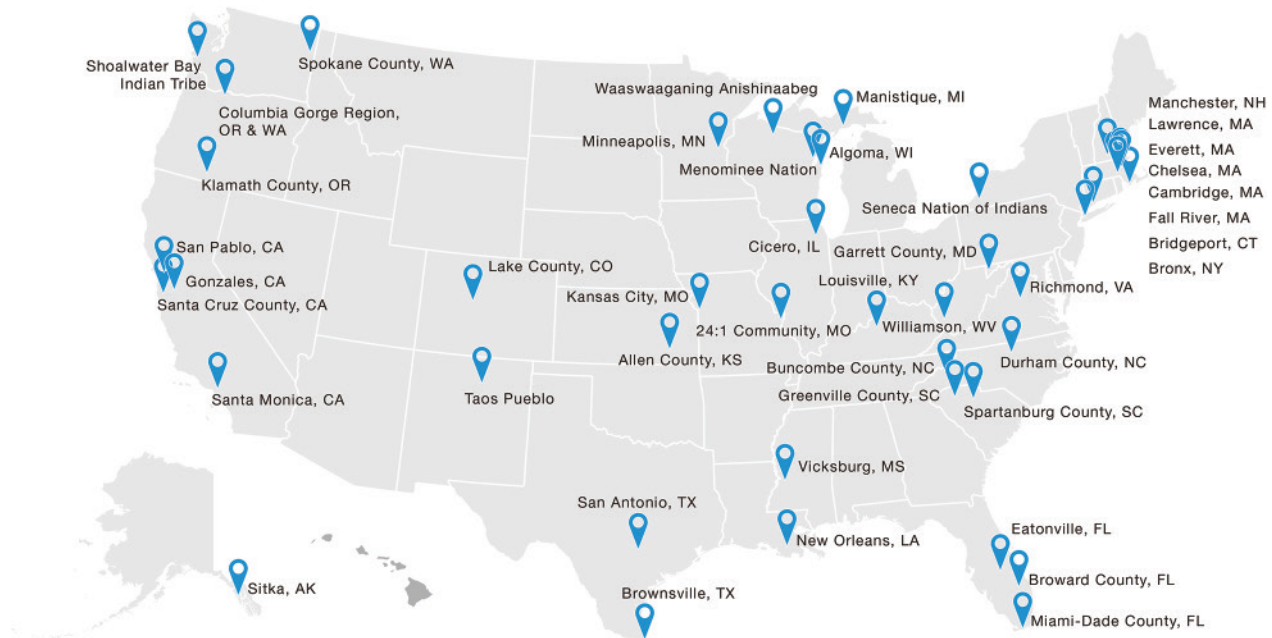 Shoalwater Bay
Indian Tribe
Spokane County, WA
Columbia Gorge Region,
OR & WA
Klamath County, OR
San Pablo, CA
Gonzales, CA
Santa Cruz County, CA
Santa Monica, CA
Lake County, CO
Taos Pueblo
Waaswaaganing Anishinaabeg
Manistique, MI
Minneapolis, MN
Algoma, WI
Menominee Nation
Cicero, IL
Seneca Nation of Indians
Garrett County, MD
Louisville, KY
Kansas City, MO
24:1 Community, MO
Allen County, KS
Williamson, WV
Richmond, VA
Durham County, NC
Buncombe County, NC
Greenville County, SC
Spartanburg County, SC
Manchester, NH
Lawrence, MA
Everett, MA
Chelsea, MA
Cambridge, MA
Fall River, MA
Bridgeport, CT
Bronx, NY
Vicksburg, MS
New Orleans, LA
San Antonio, TX
Brownsville, TX
Eatonville, FL
Broward County, FL
Miami-Dade County, FL
Sitka, AK